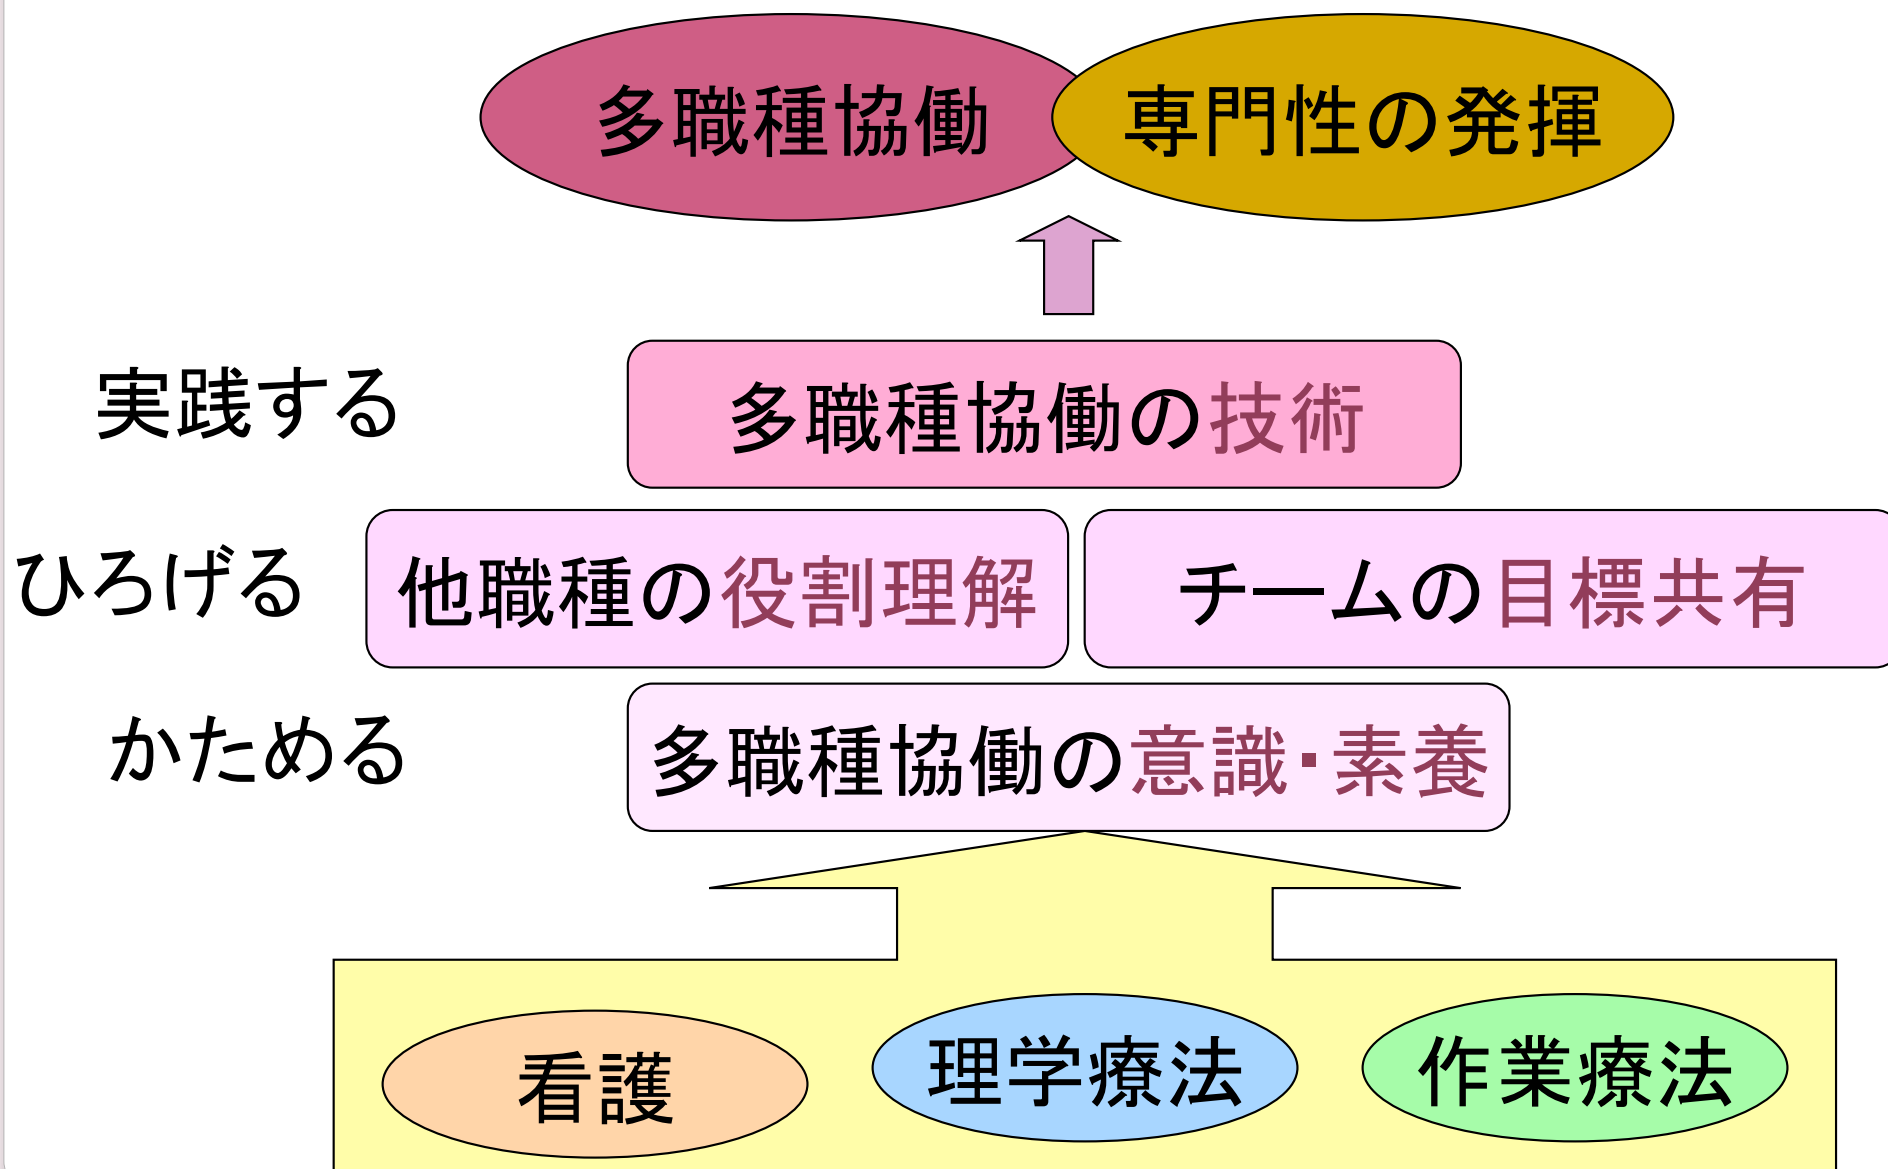 多職種協働
専門性の発揮
実践する
多職種協働の技術
ひろげる
他職種の役割理解
チームの目標共有
かためる
多職種協働の意識・素養
看護
理学療法
作業療法